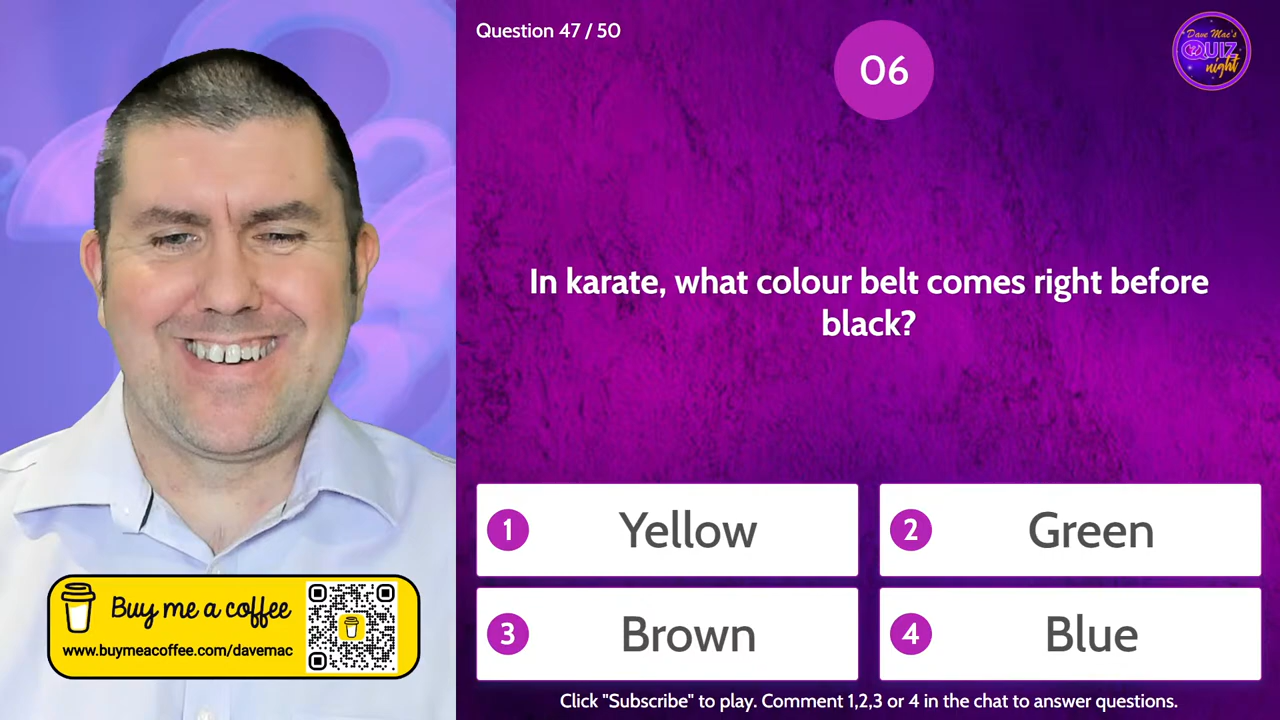 Question 47 / 50
06
Dave Mac's
QUIZ
night
In karate, what colour belt comes right before
black?
1 Yellow
2 Green
3 Brown
4 Blue
Buy me a coffee
www.buymeacoffee.com/davemac
Click "Subscribe" to play. Comment 1,2,3 or 4 in the chat to answer questions.